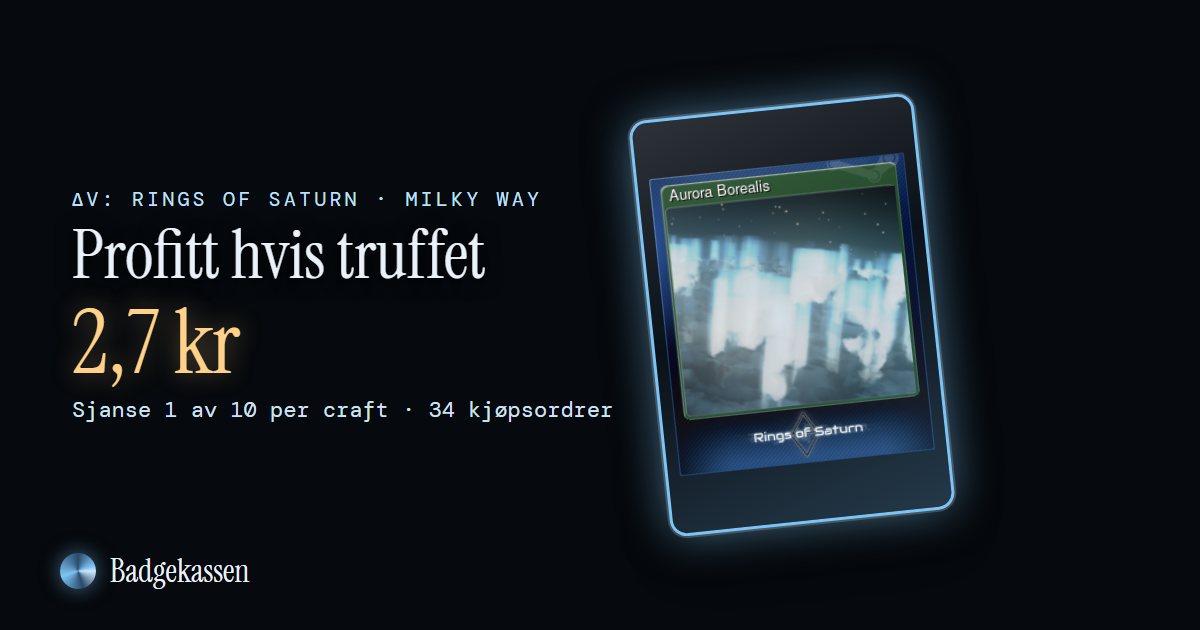 ΔV: RINGS OF SATURN · MILKY WAY
Profitt hvis truffet
2,7 kr
Sjanse 1 av 10 per craft · 34 kjøpsordrer
Aurora Borealis
Rings of Saturn
Badgekassen